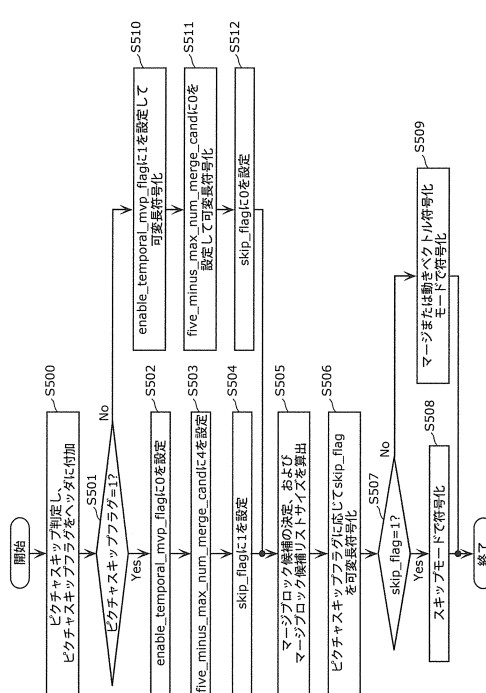 開始
S500
ピクチャスキップ判定し、
ピクチャスキップフラグをヘッダに付加
S501
ピクチャスキップフラグ=1?
No
Yes
S502
enable_temporal_mvp_flagに0を設定
S503
five_minus_max_num_merge_candに4を設定
S504
skip_flagに1を設定
S510
enable_temporal_mvp_flagに1を設定して
可変長符号化
S511
five_minus_max_num_merge_candに0を
設定して可変長符号化
S512
skip_flagに0を設定
S505
マージブロック候補の決定、および
マージブロック候補リストサイズを算出
S506
ピクチャスキップフラグに応じてskip_flag
を可変長符号化
S507
skip_flag=1?
No
Yes
S508
スキップモードで符号化
S509
マージまたは動きベクトル符号化
モードで符号化
終了